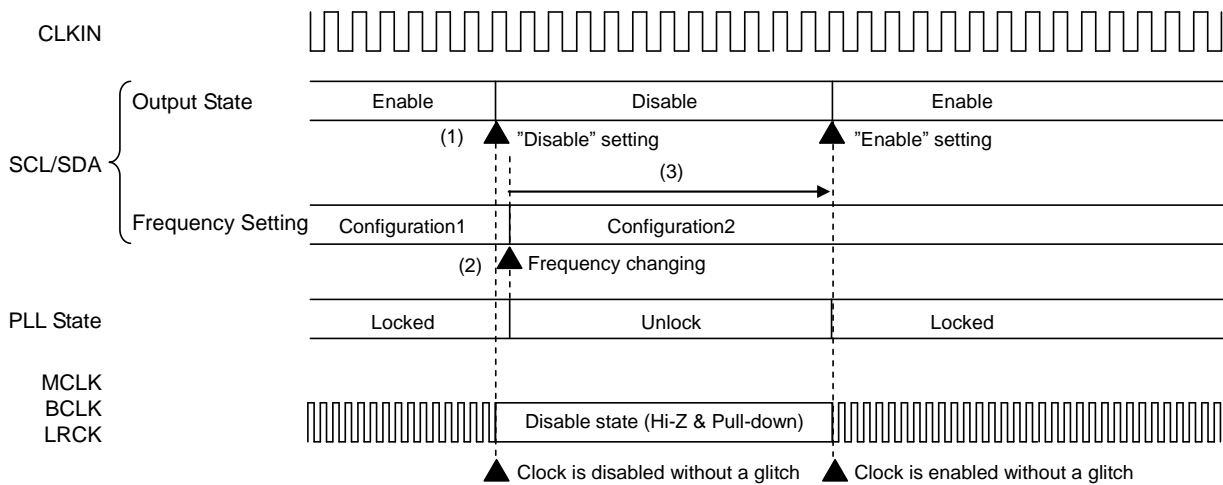 CLKIN
Output State
Enable
Disable
Enable
(1)
”Disable” setting
”Enable” setting
SCL/SDA
(3)
Frequency Setting
Configuration1
Configuration2
(2)
Frequency changing
PLL State
Locked
Unlock
Locked
MCLK
BCLK
LRCK
Disable state (Hi-Z & Pull-down)
Clock is disabled without a glitch
Clock is enabled without a glitch